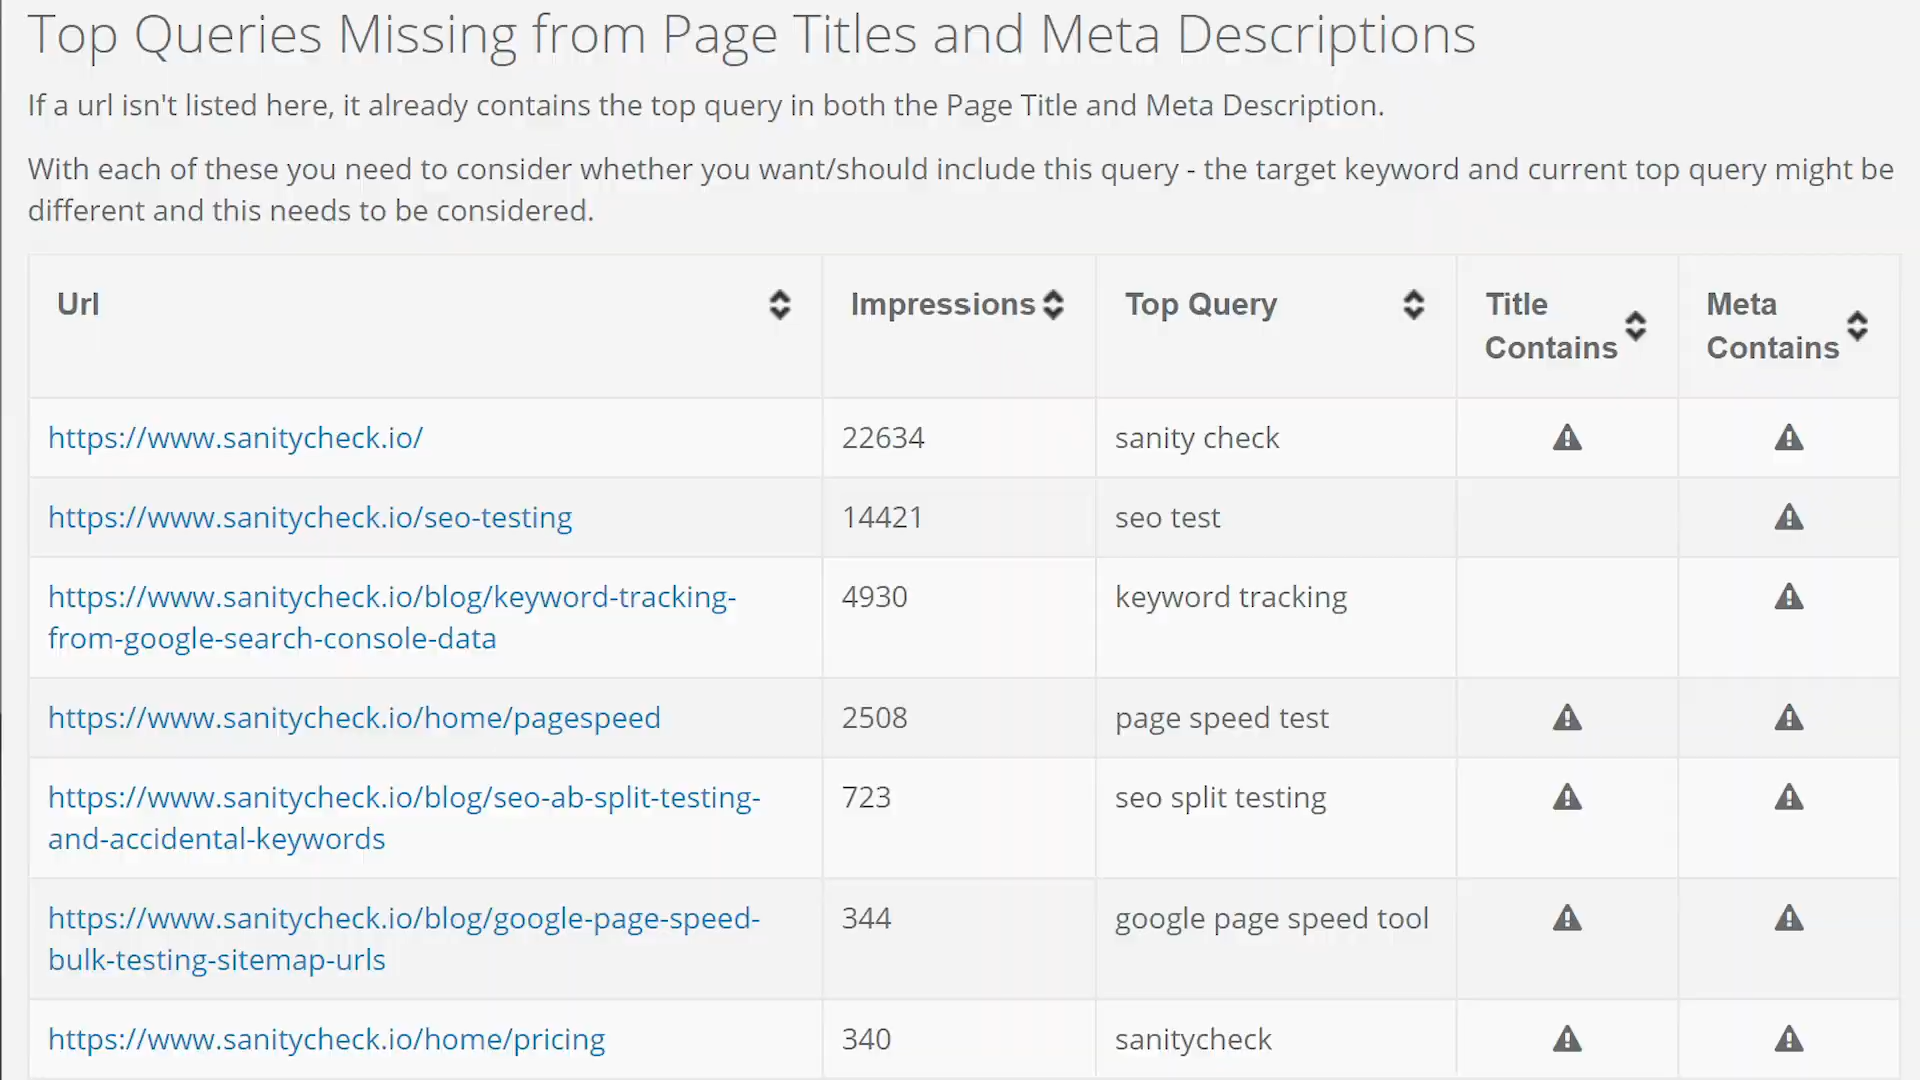 Top Queries Missing from Page Titles and Meta Descriptions
If a url isn't listed here, it already contains the top query in both the Page Title and Meta Description.
With each of these you need to consider whether you want/should include this query - the target keyword and current top query might be
different and this needs to be considered.
Url Impressions Top Query Title Contains Meta Contains
https://www.sanitycheck.io/ 22634 sanity check
https://www.sanitycheck.io/seo-testing 14421 seo test
https://www.sanitycheck.io/blog/keyword-tracking- 4930 keyword tracking
from-google-search-console-data
https://www.sanitycheck.io/home/pagespeed 2508 page speed test
https://www.sanitycheck.io/blog/seo-ab-split-testing- 723 seo split testing
and-accidental-keywords
https://www.sanitycheck.io/blog/google-page-speed- 344 google page speed tool
bulk-testing-sitemap-urls
https://www.sanitycheck.io/home/pricing 340 sanitycheck